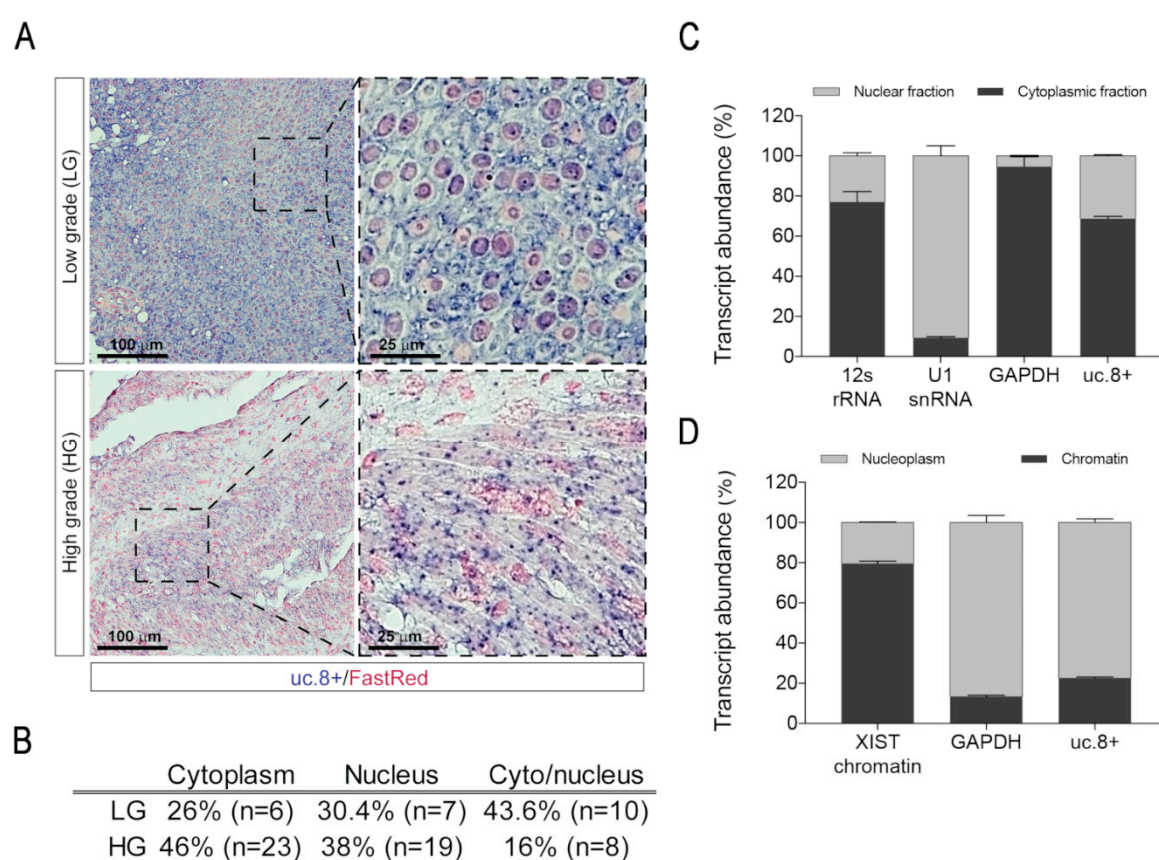 A
Low grade (LG)
100 µm
25 µm
High grade (HG)
100 µm
25 µm
uc.8+/FastRed
B
Cytoplasm Nucleus Cyto/nucleus
LG 26% (n=6) 30.4% (n=7) 43.6% (n=10)
HG 46% (n=23) 38% (n=19) 16% (n=8)
C
Nuclear fraction Cytoplasmic fraction
Transcript abundance (%)
120
100
80
60
40
20
0
12s rRNA
U1 snRNA
GAPDH
uc.8+
D
Nucleoplasm Chromatin
Transcript abundance (%)
120
100
80
60
40
20
0
XIST chromatin
GAPDH
uc.8+